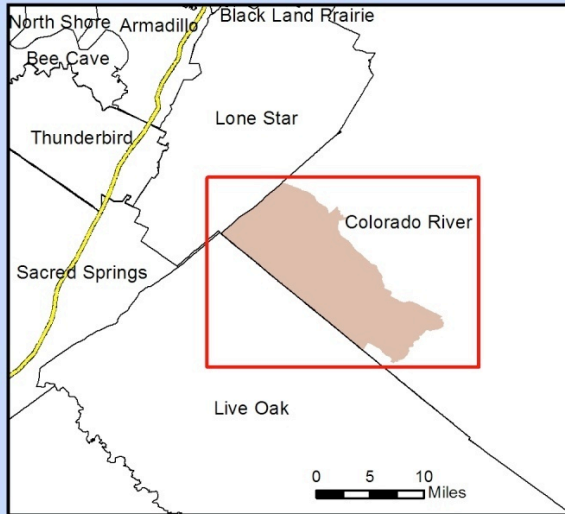 North Shore
Armadillo
Black Land Prairie
Bee Cave
Lone Star
Thunderbird
Colorado River
Sacred Springs
Live Oak
0 5 10
Miles